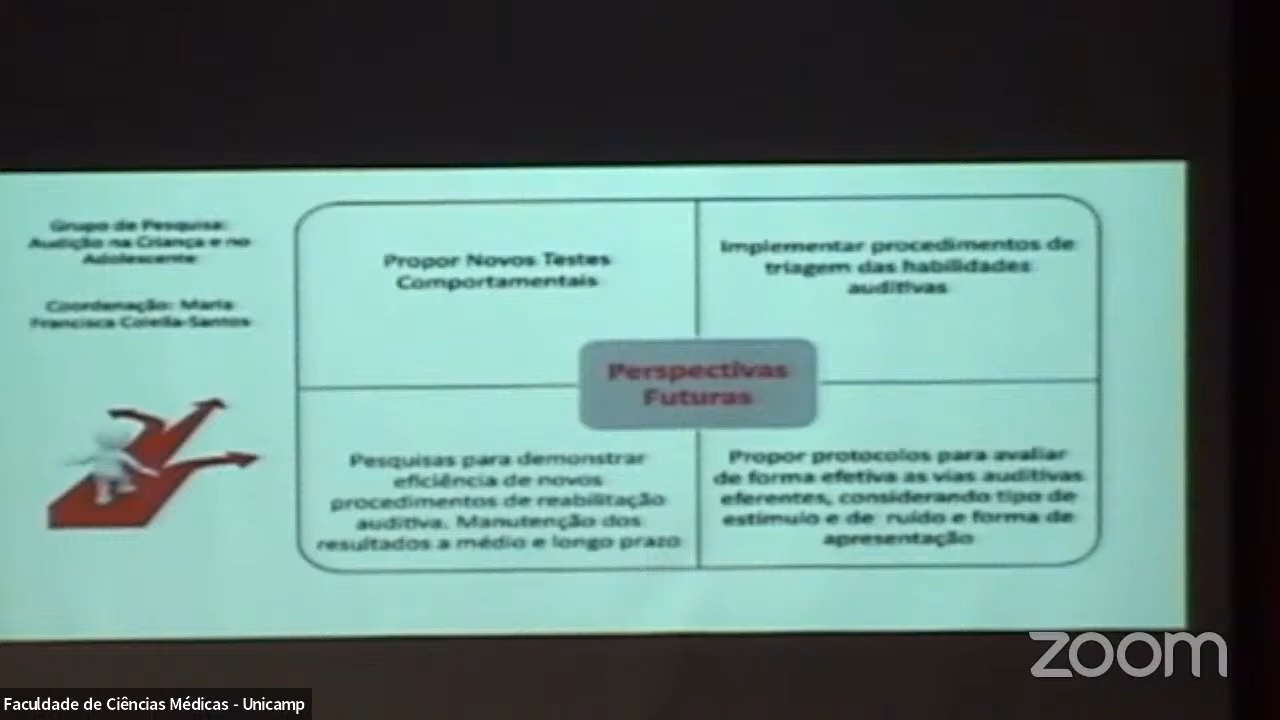 Grupo de Pesquisa:
Audição na Criança e no
Adolescente
Coordenação: Maria
Francisca Colella-Santos
Propor Novos Testes
Comportamentais
Implementar procedimentos de
triagem das habilidades
auditivas
Perspectivas
Futuras
Pesquisas para demonstrar
eficiência de novos
procedimentos de reabilitação
auditiva. Manutenção dos
resultados a médio e longo prazo
Propor protocolos para avaliar
de forma efetiva as vias auditivas
eferentes, considerando tipo de
estímulo e de ruído e forma de
apresentação
zoom
Faculdade de Ciências Médicas - Unicamp